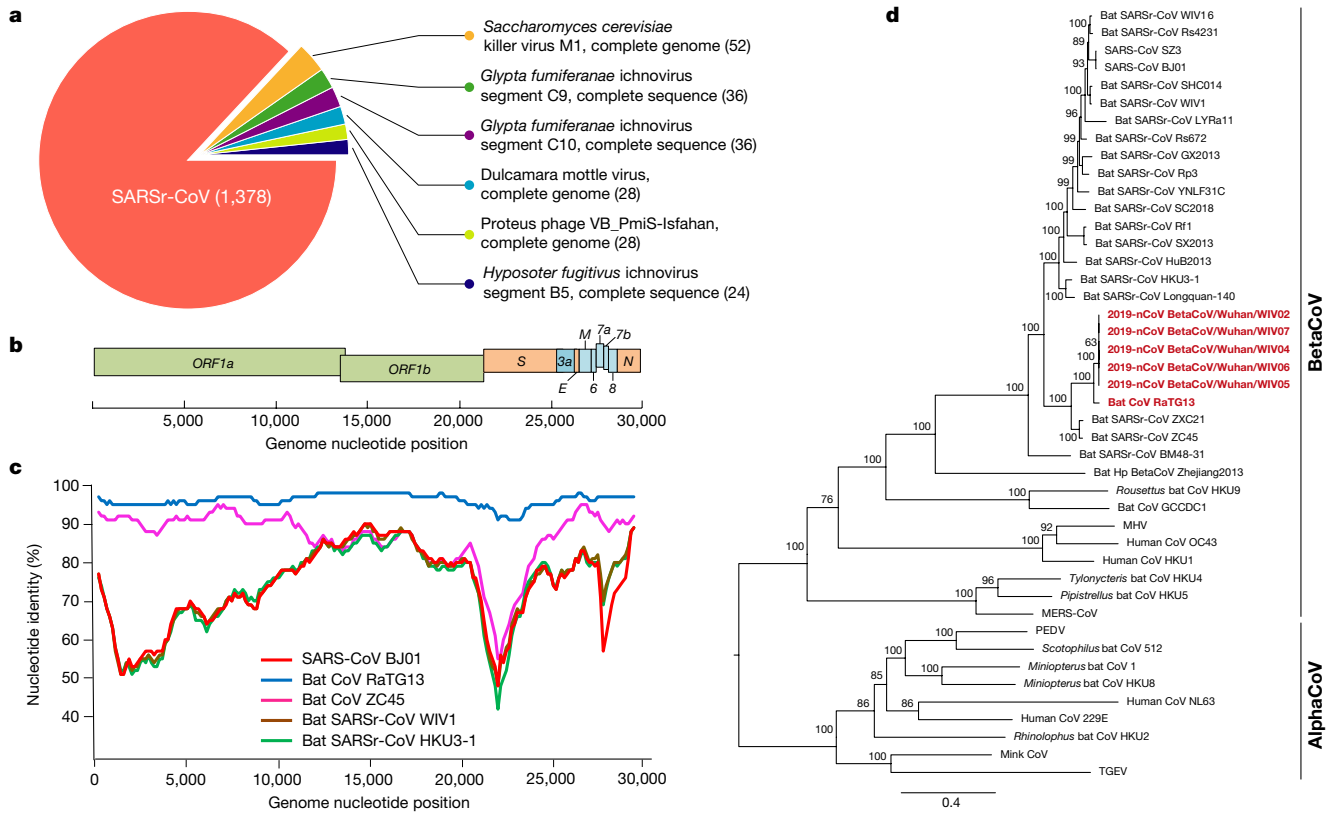 a
Saccharomyces cerevisiae
killer virus M1, complete genome (52)
Glypta fumiferanae ichnovirus
segment C9, complete sequence (36)
Glypta fumiferanae ichnovirus
segment C10, complete sequence (36)
Dulcamara mottle virus,
complete genome (28)
Proteus phage VB_PmiS-Isfahan,
complete genome (28)
Hyposoter fugitivus ichnovirus
segment B5, complete sequence (24)
SARSr-CoV (1,378)
b
ORF1a
ORF1b
S
3a
E
M
6
7a
7b
8
N
5,000
10,000
15,000
20,000
25,000
30,000
Genome nucleotide position
c
Nucleotide identity (%)
100
90
80
70
60
50
40
SARS-CoV BJ01
Bat CoV RaTG13
Bat CoV ZC45
Bat SARSr-CoV WIV1
Bat SARSr-CoV HKU3-1
0
5,000
10,000
15,000
20,000
25,000
30,000
Genome nucleotide position
d
Bat SARSr-CoV WIV16
Bat SARSr-CoV Rs4231
SARS-CoV SZ3
SARS-CoV BJ01
Bat SARSr-CoV SHC014
Bat SARSr-CoV WIV1
Bat SARSr-CoV LYRa11
Bat SARSr-CoV Rs672
Bat SARSr-CoV GX2013
Bat SARSr-CoV Rp3
Bat SARSr-CoV YNLF31C
Bat SARSr-CoV SC2018
Bat SARSr-CoV Rf1
Bat SARSr-CoV SX2013
Bat SARSr-CoV HuB2013
Bat SARSr-CoV HKU3-1
Bat SARSr-CoV Longquan-140
2019-nCoV BetaCoV/Wuhan/WIV02
2019-nCoV BetaCoV/Wuhan/WIV07
2019-nCoV BetaCoV/Wuhan/WIV04
2019-nCoV BetaCoV/Wuhan/WIV06
2019-nCoV BetaCoV/Wuhan/WIV05
Bat CoV RaTG13
Bat SARSr-CoV ZXC21
Bat SARSr-CoV ZC45
Bat SARSr-CoV BM48-31
Bat Hp BetaCoV Zhejiang2013
Rousettus bat CoV HKU9
Bat CoV GCCDC1
MHV
Human CoV OC43
Human CoV HKU1
Tylonycteris bat CoV HKU4
Pipistrellus bat CoV HKU5
MERS-CoV
PEDV
Scotophilus bat CoV 512
Miniopterus bat CoV 1
Miniopterus bat CoV HKU8
Human CoV NL63
Human CoV 229E
Rhinolophus bat CoV HKU2
Mink CoV
TGEV
100
89
93
100
96
99
99
99
100
100
100
100
100
63
100
100
100
100
100
100
100
76
100
92
100
100
96
100
100
100
100
85
86
86
100
100
0.4
BetaCoV
AlphaCoV